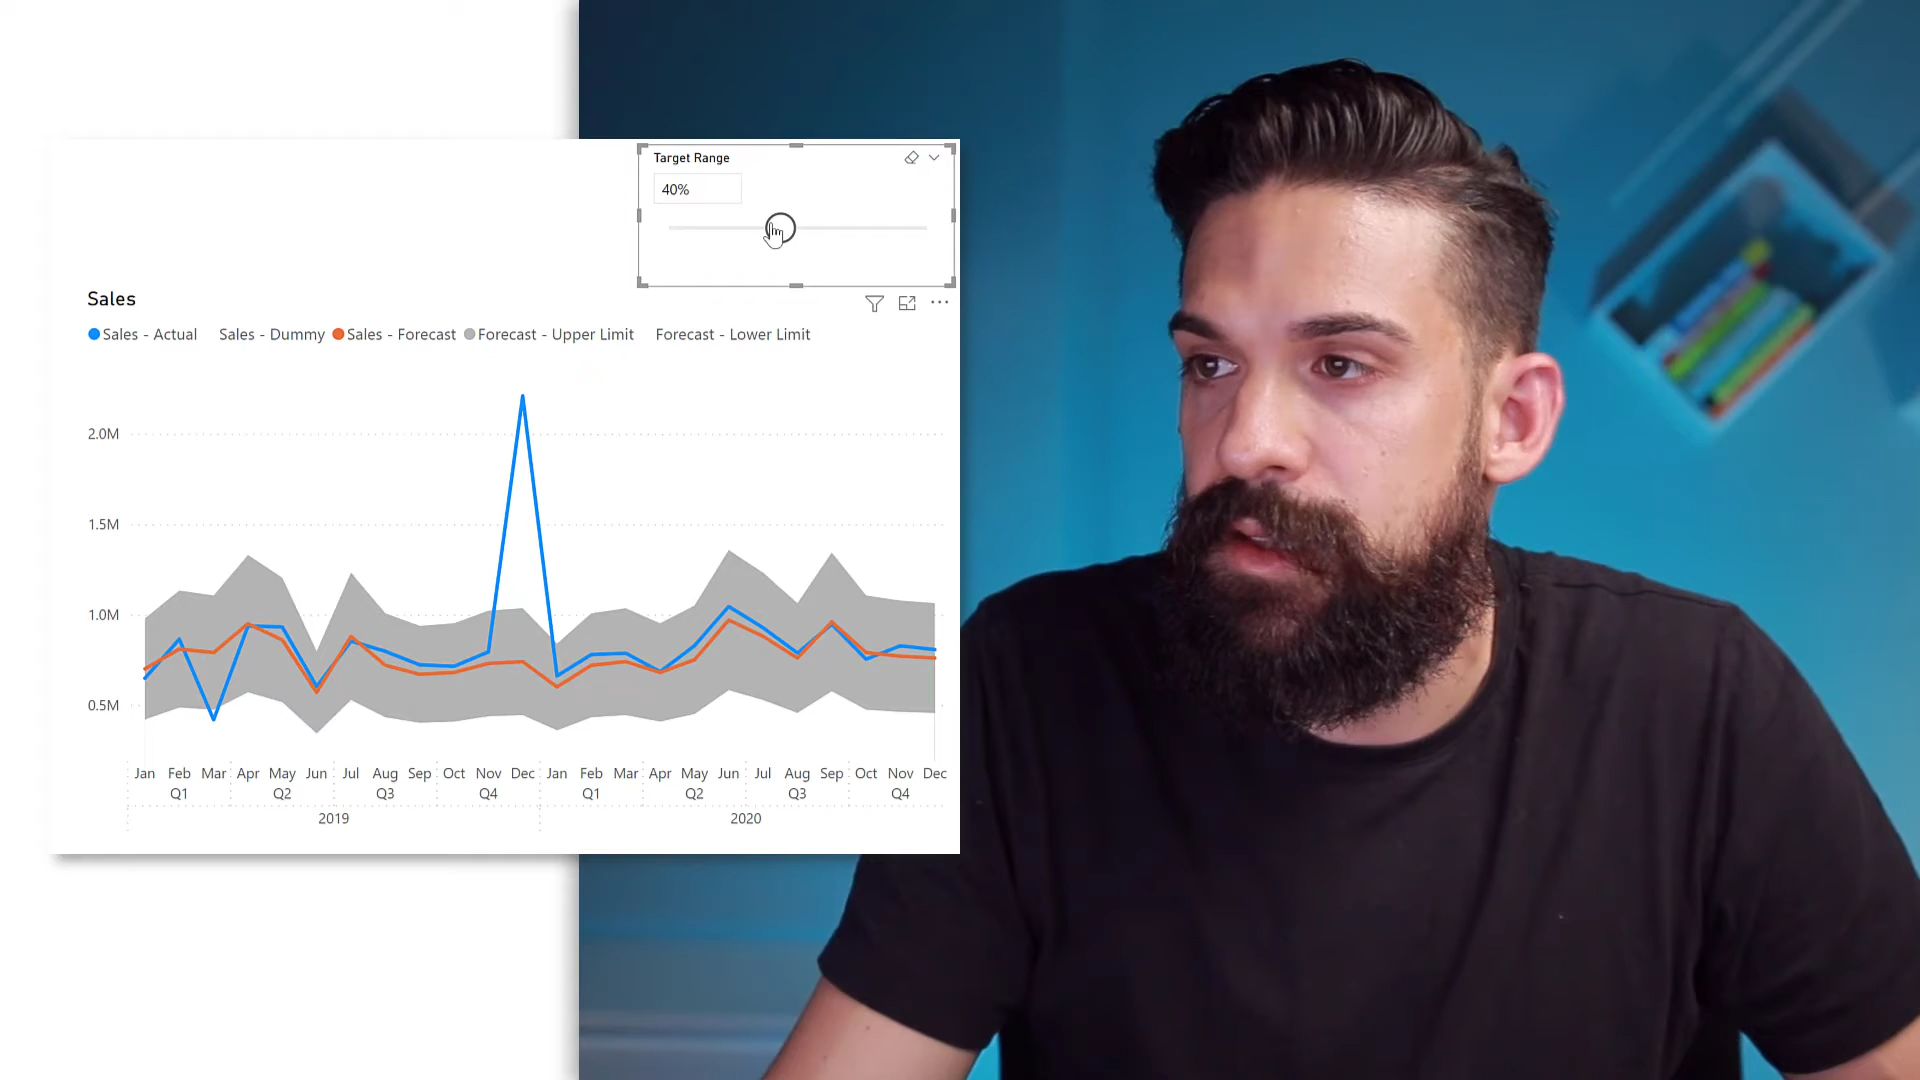 Target Range
40%
Sales
Sales - Actual Sales - Dummy Sales - Forecast Forecast - Upper Limit Forecast - Lower Limit
2.0M
1.5M
1.0M
0.5M
Jan Feb Mar Apr May Jun Jul Aug Sep Oct Nov Dec Jan Feb Mar Apr May Jun Jul Aug Sep Oct Nov Dec
Q1 Q2 Q3 Q4 Q1 Q2 Q3 Q4
2019 2020